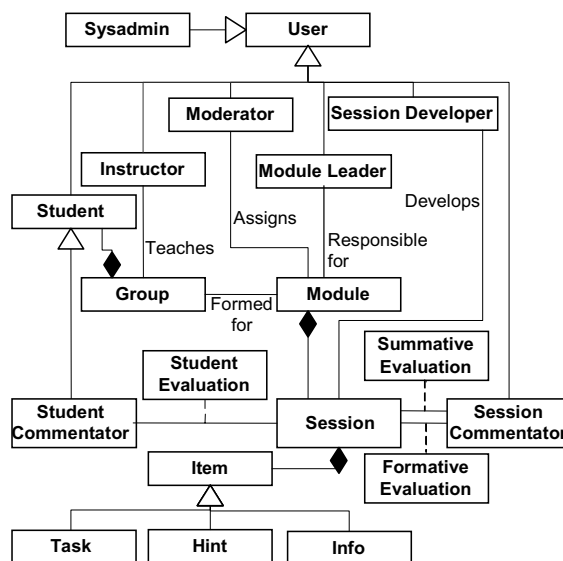 Sysadmin
User
Moderator
Session Developer
Instructor
Module Leader
Student
Assigns
Develops
Teaches
Responsible
for
Group
Formed
for
Module
Student
Evaluation
Summative
Evaluation
Student
Commentator
Session
Session
Commentator
Item
Formative
Evaluation
Task
Hint
Info